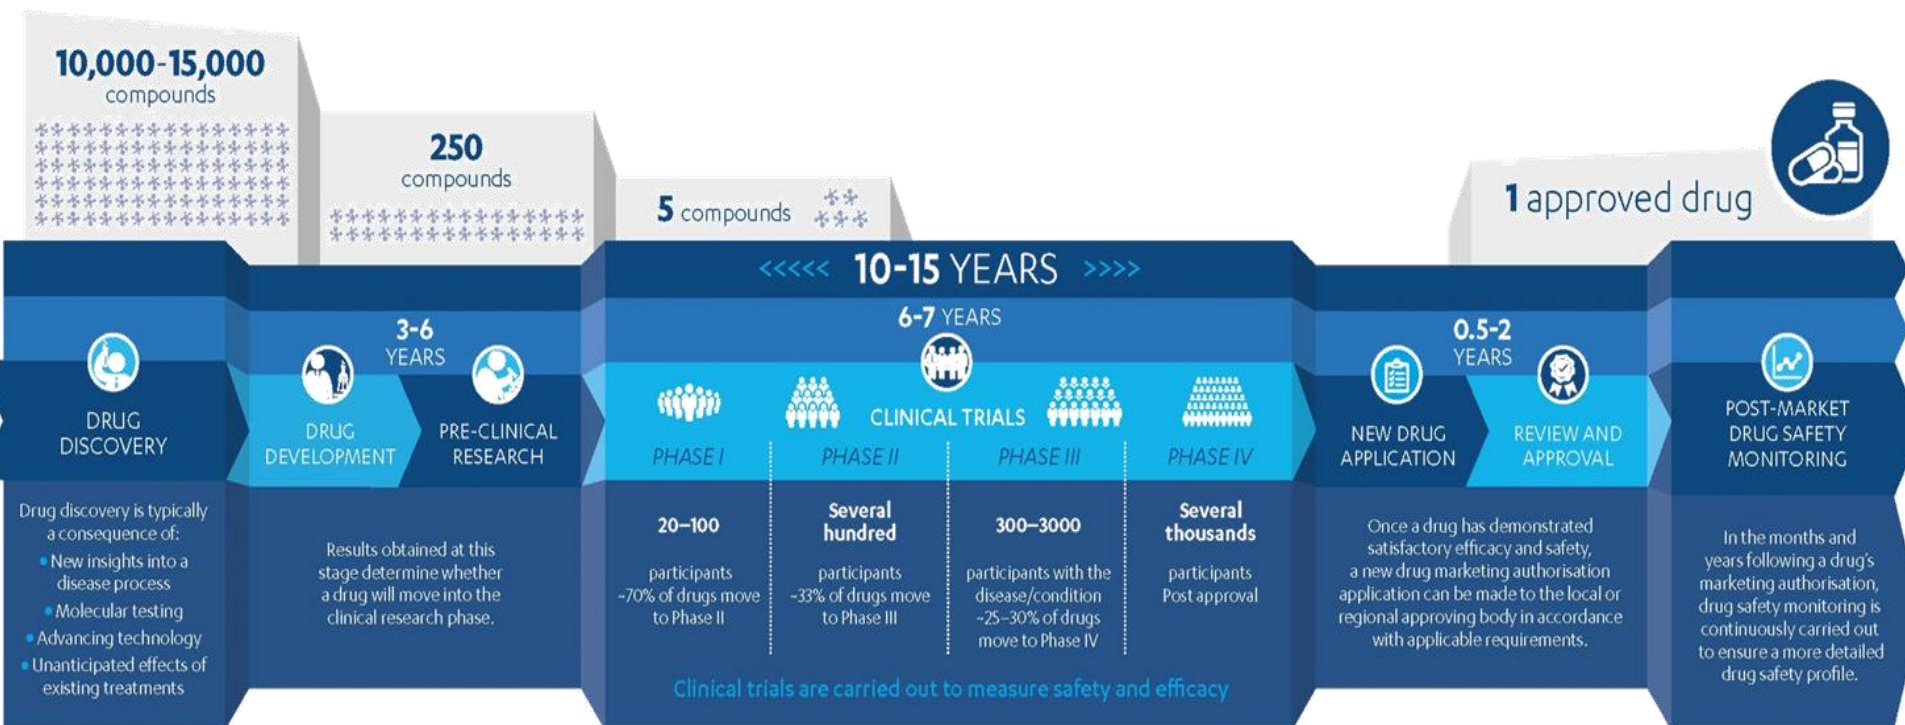 10,000-15,000
compounds
250
compounds
5 compounds
1 approved drug
<<<<< 10-15 YEARS >>>>
3-6
YEARS
6-7 YEARS
0.5-2
YEARS
DRUG
DISCOVERY
DRUG
DEVELOPMENT
PRE-CLINICAL
RESEARCH
CLINICAL TRIALS
PHASE I
PHASE II
PHASE III
PHASE IV
NEW DRUG
APPLICATION
REVIEW AND
APPROVAL
POST-MARKET
DRUG SAFETY
MONITORING
Drug discovery is typically
a consequence of:
• New insights into a
disease process
• Molecular testing
• Advancing technology
• Unanticipated effects of
existing treatments
Results obtained at this
stage determine whether
a drug will move into the
clinical research phase.
20–100
participants
~70% of drugs move
to Phase II
Several
hundred
participants
~33% of drugs move
to Phase III
300–3000
participants with the
disease/condition
~25–30% of drugs
move to Phase IV
Several
thousands
participants
Post approval
Clinical trials are carried out to measure safety and efficacy
Once a drug has demonstrated
satisfactory efficacy and safety,
a new drug marketing authorisation
application can be made to the local or
regional approving body in accordance
with applicable requirements.
In the months and
years following a drug's
marketing authorisation,
drug safety monitoring is
continuously carried out
to ensure a more detailed
drug safety profile.